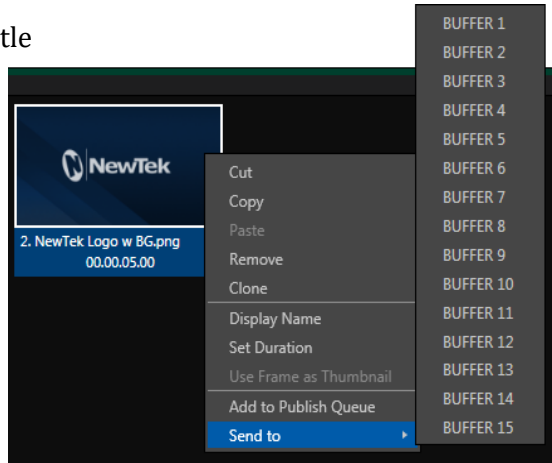 tle
NewTek
2. NewTek Logo w BG.png
00.00.05.00
Cut
Copy
Paste
Remove
Clone
Display Name
Set Duration
Use Frame as Thumbnail
Add to Publish Queue
Send to
BUFFER 1
BUFFER 2
BUFFER 3
BUFFER 4
BUFFER 5
BUFFER 6
BUFFER 7
BUFFER 8
BUFFER 9
BUFFER 10
BUFFER 11
BUFFER 12
BUFFER 13
BUFFER 14
BUFFER 15